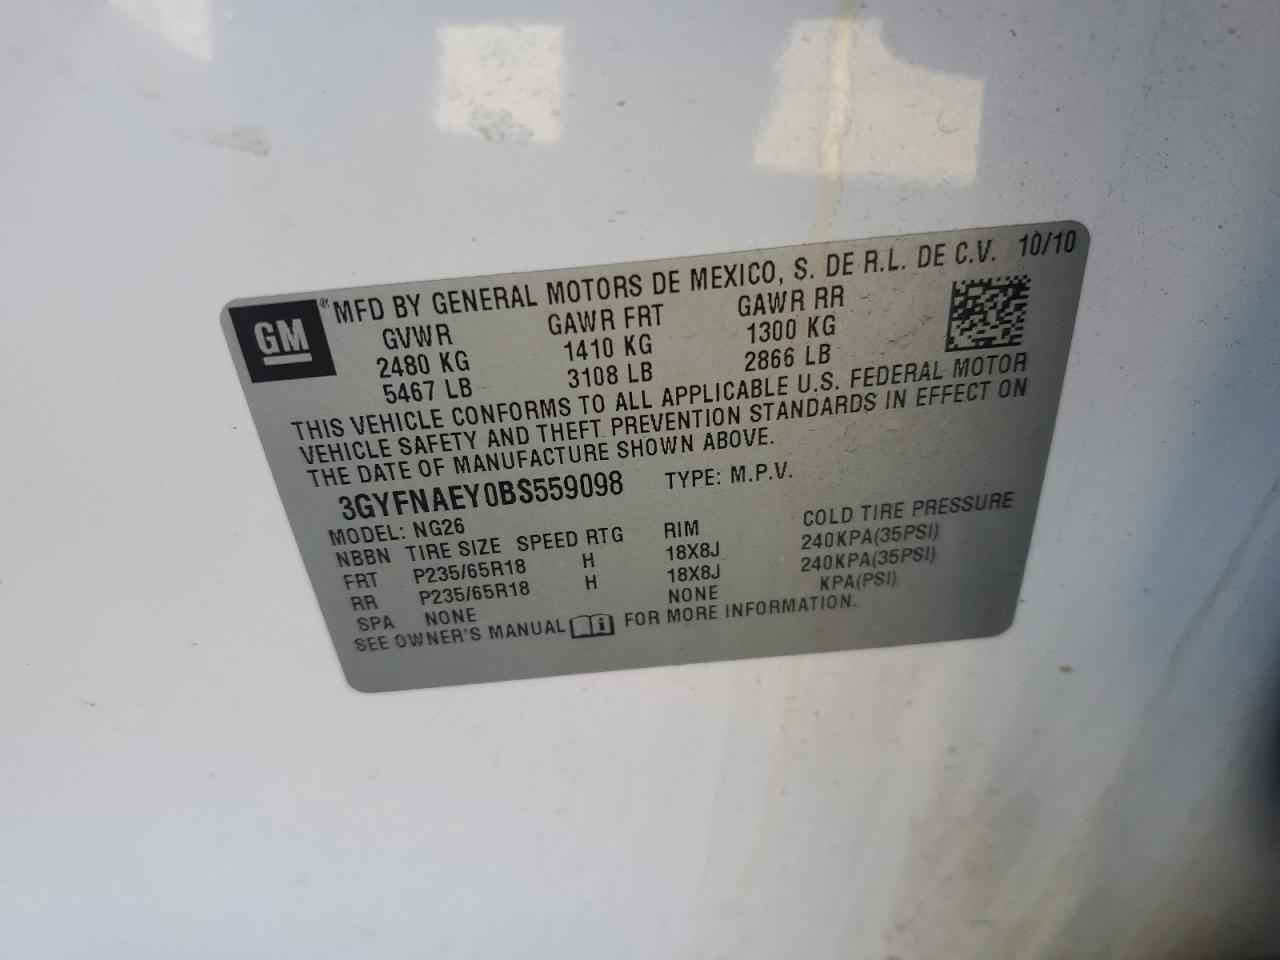 GM ® MFD BY GENERAL MOTORS DE MEXICO, S. DE R.L. DE C.V. 10/10
GVWR GAWR FRT GAWR RR
2480 KG 1410 KG 1300 KG
5467 LB 3108 LB 2866 LB
THIS VEHICLE CONFORMS TO ALL APPLICABLE U.S. FEDERAL MOTOR
VEHICLE SAFETY AND THEFT PREVENTION STANDARDS IN EFFECT ON
THE DATE OF MANUFACTURE SHOWN ABOVE.
3GYFNAEY0BS559098 TYPE: M.P.V.
MODEL: NG26
NBBN TIRE SIZE SPEED RTG RIM COLD TIRE PRESSURE
FRT P235/65R18 H 18X8J 240KPA(35PSI)
RR P235/65R18 H 18X8J 240KPA(35PSI)
SPA NONE NONE KPA(PSI)
SEE OWNER'S MANUAL i FOR MORE INFORMATION.